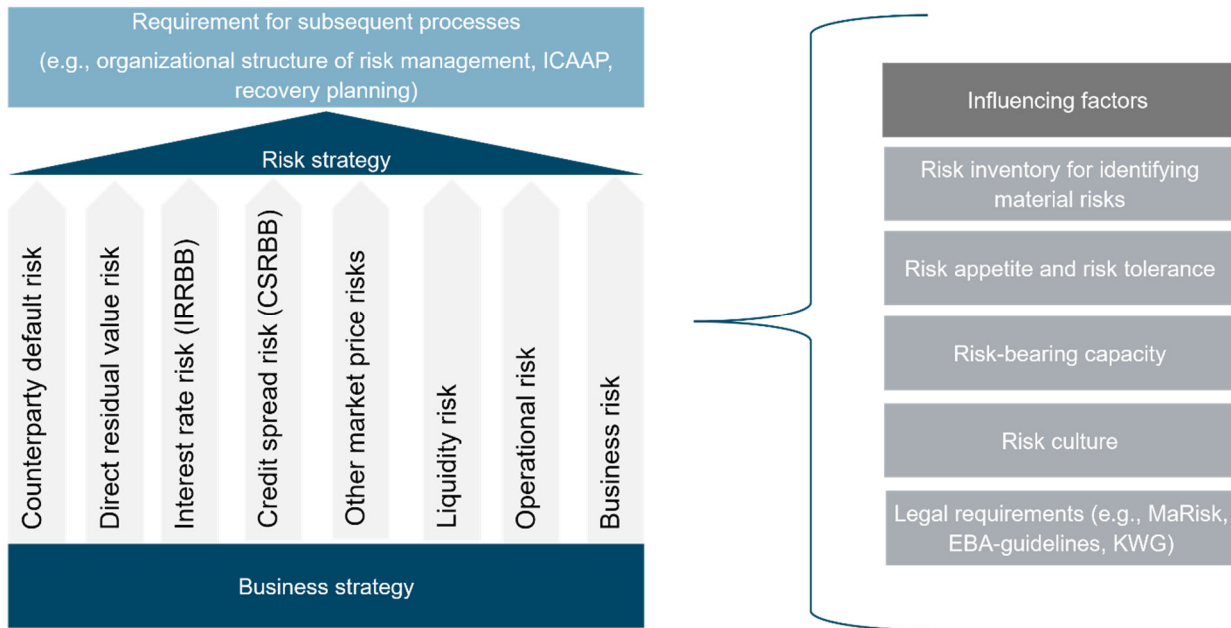 Requirement for subsequent processes
(e.g., organizational structure of risk management, ICAAP,
recovery planning)
Risk strategy
Counterparty default risk
Direct residual value risk
Interest rate risk (IRRBB)
Credit spread risk (CSRBB)
Other market price risks
Liquidity risk
Operational risk
Business risk
Business strategy
Influencing factors
Risk inventory for identifying
material risks
Risk appetite and risk tolerance
Risk-bearing capacity
Risk culture
Legal requirements (e.g., MaRisk,
EBA-guidelines, KWG)